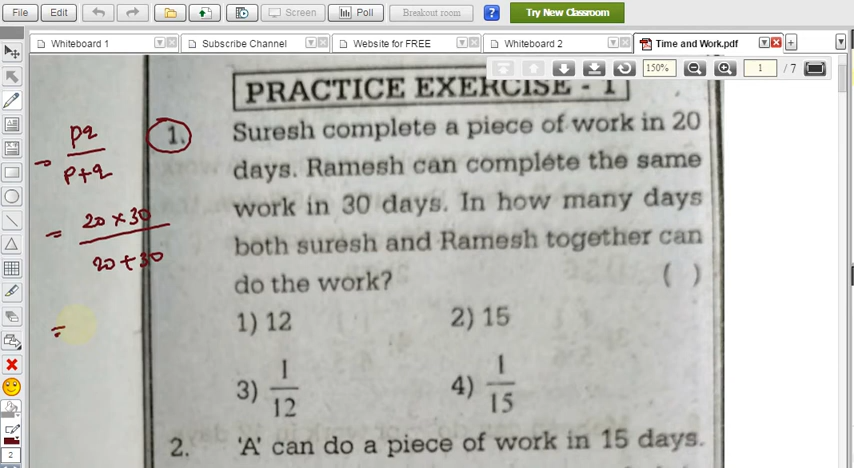 File
Edit
Screen
Poll
Breakout room
?
Try New Classroom
Whiteboard 1
Subscribe Channel
Website for FREE
Whiteboard 2
Time and Work.pdf
150%
1 / 7
PRACTICE EXERCISE - 1
1. Suresh complete a piece of work in 20
days. Ramesh can complete the same
work in 30 days. In how many days
both suresh and Ramesh together can
do the work? ( )
1) 12 2) 15
3) 1/12 4) 1/15
2. 'A' can do a piece of work in 15 days.
= pq / p+q
= 20 × 30 / 20 + 30
=
2